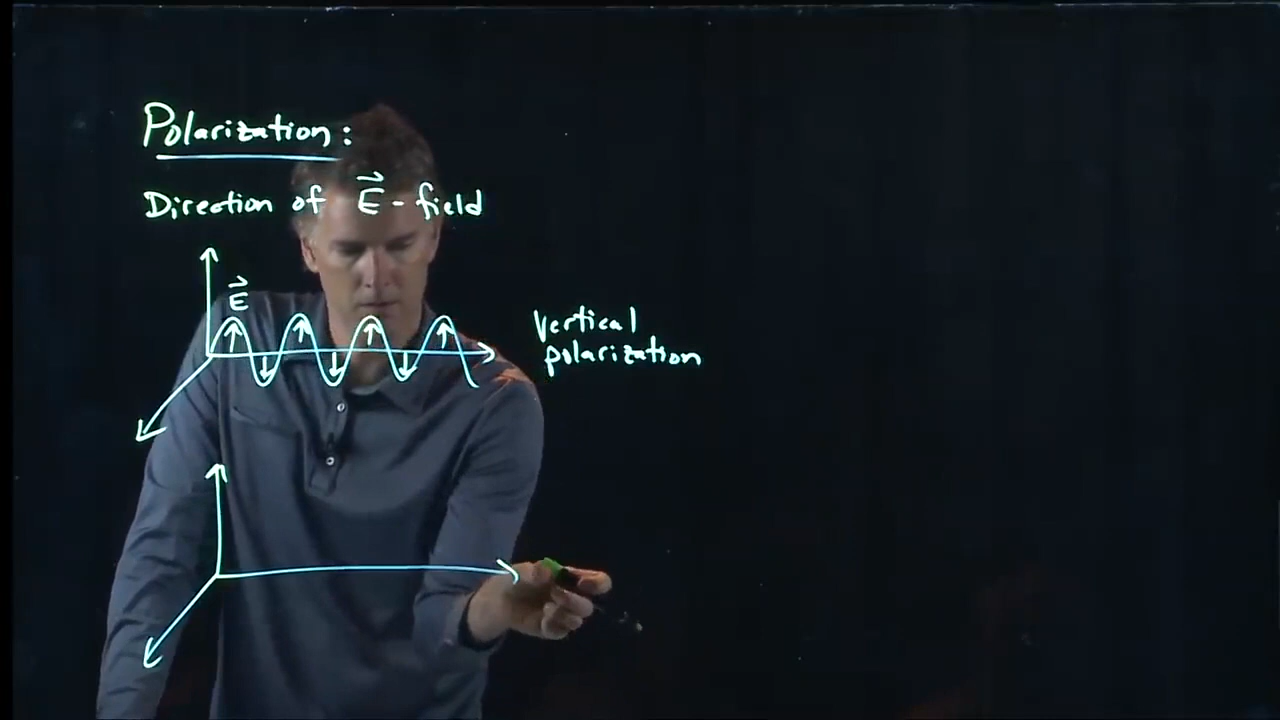 Polarization:
Direction of E⃗ - field
E⃗
Vertical
polarization